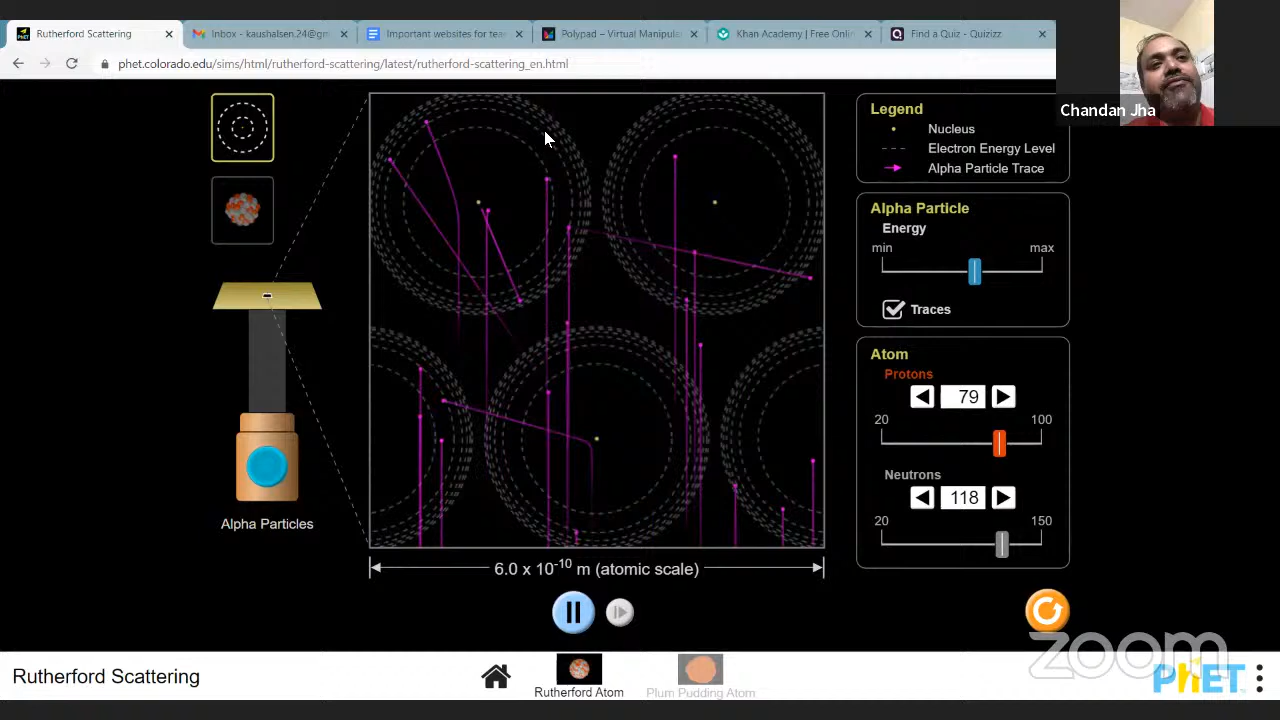 Rutherford Scattering
Inbox - kaushalsen.24@gm
Important websites for tea
Polypad – Virtual Manipula
Khan Academy | Free Onlin
Find a Quiz - Quizizz
phet.colorado.edu/sims/html/rutherford-scattering/latest/rutherford-scattering_en.html
Chandan Jha
Legend
Nucleus
Electron Energy Level
Alpha Particle Trace
Alpha Particle
Energy
min max
Traces
Atom
Protons
79
20 100
Neutrons
118
20 150
Alpha Particles
6.0 x 10⁻¹⁰ m (atomic scale)
zoom
Rutherford Scattering
Rutherford Atom
Plum Pudding Atom
PhET